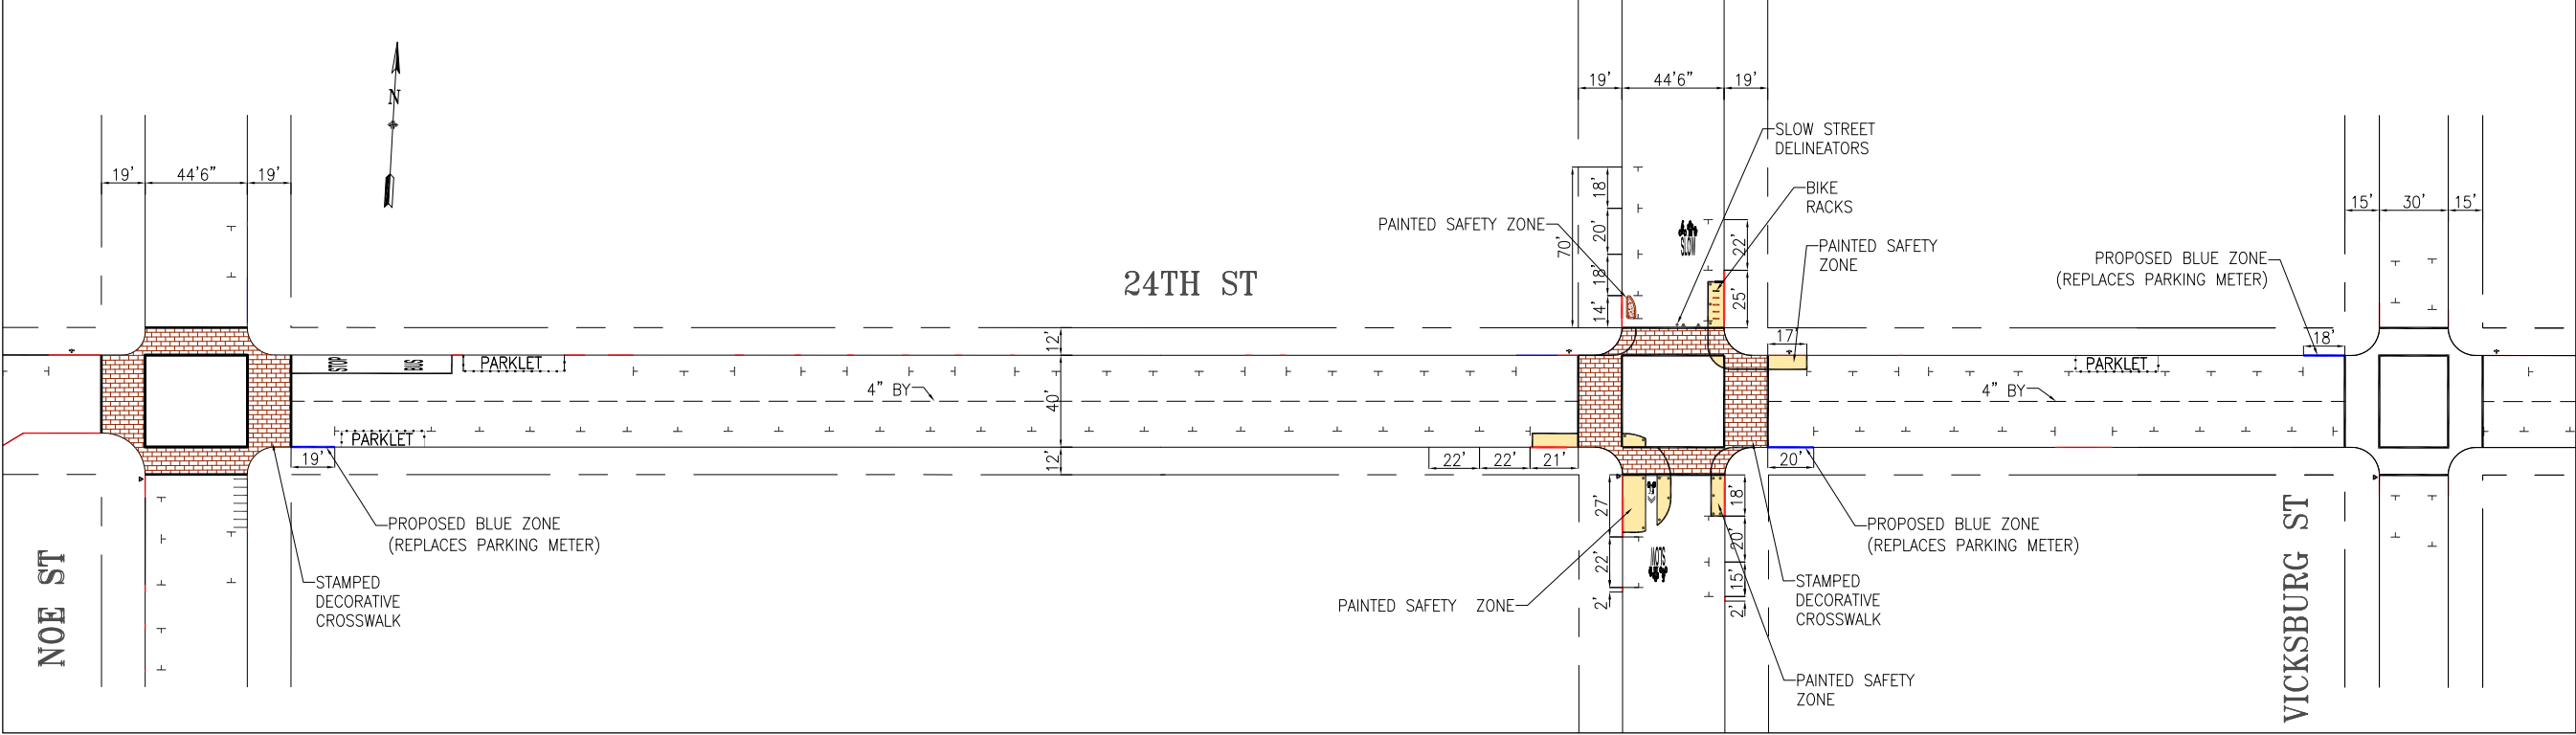 19'
44'6"
19'
N
24TH ST
19'
44'6"
19'
SLOW STREET
DELINEATORS
BIKE
RACKS
PAINTED SAFETY ZONE
PAINTED SAFETY
ZONE
70'
18'
20'
18'
14'
SLOW
22'
25'
17'
PROPOSED BLUE ZONE
(REPLACES PARKING METER)
18'
15'
30'
15'
STOP
BUS
PARKLET
12'
40'
12'
4" BY
PARKLET
4" BY
PARKLET
19'
22'
22'
21'
20'
PROPOSED BLUE ZONE
(REPLACES PARKING METER)
STAMPED
DECORATIVE
CROSSWALK
NOE ST
27'
22'
2'
SLOW
18'
20'
15'
2'
PAINTED SAFETY ZONE
PROPOSED BLUE ZONE
(REPLACES PARKING METER)
STAMPED
DECORATIVE
CROSSWALK
PAINTED SAFETY
ZONE
VICKSBURG ST